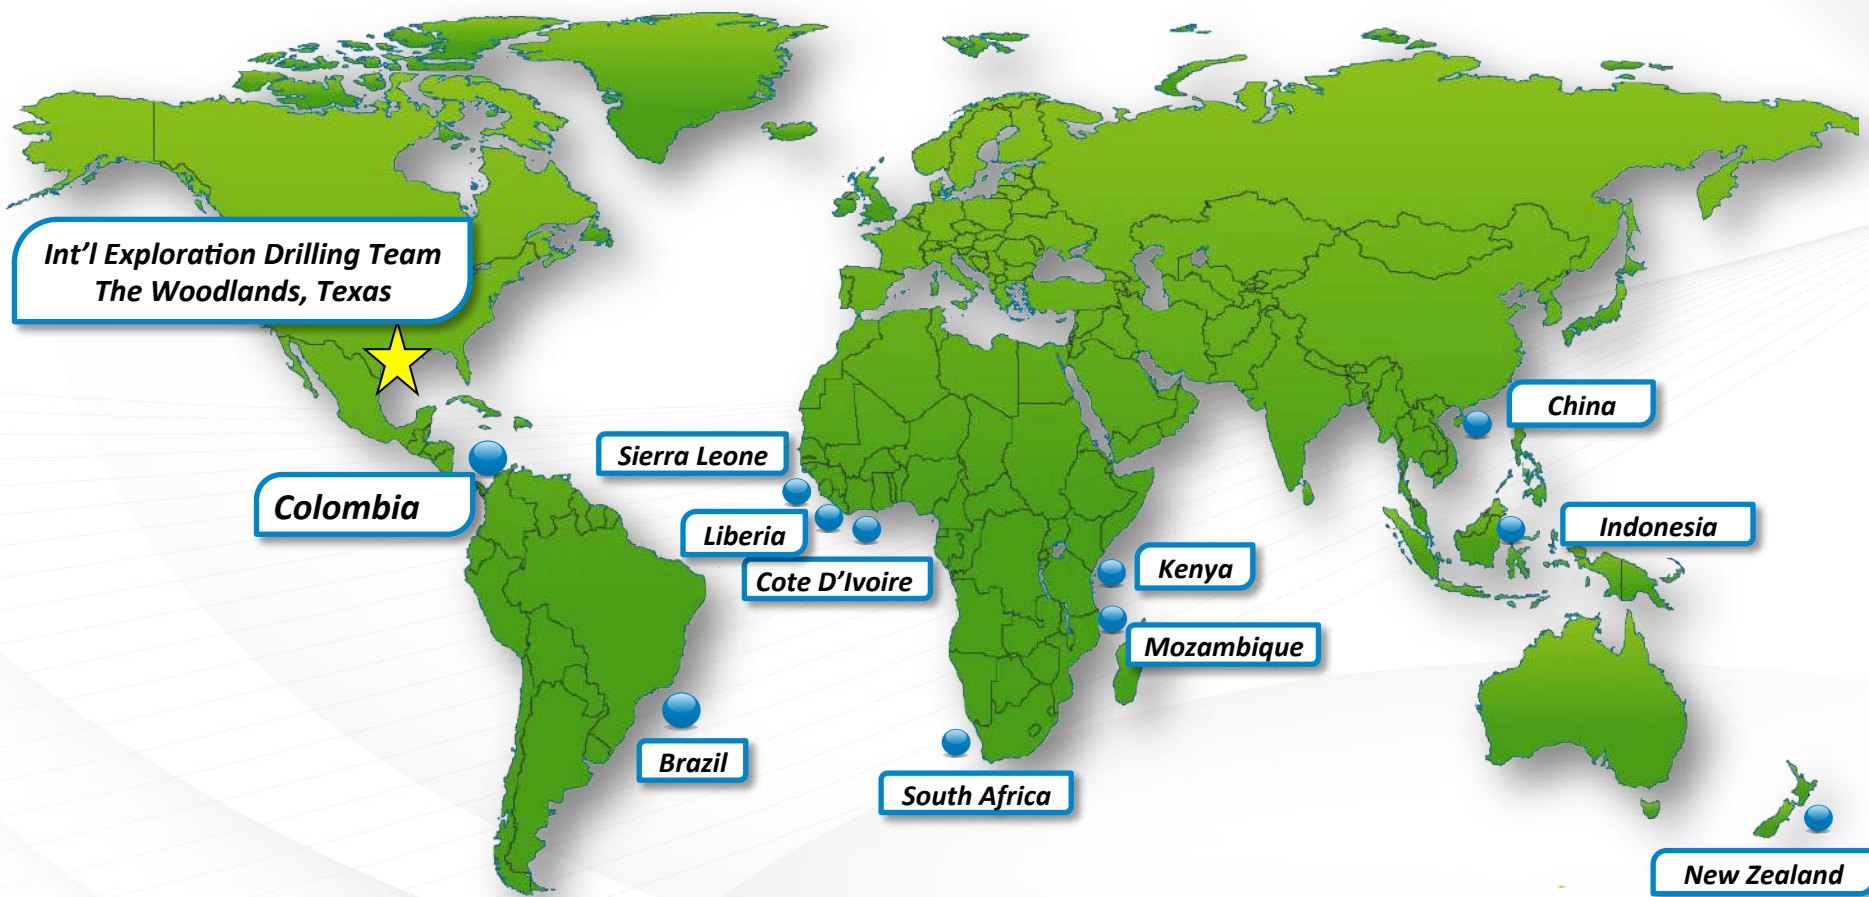 Int'l Exploration Drilling Team
The Woodlands, Texas
China
Sierra Leone
Colombia
Liberia
Indonesia
Cote D'Ivoire
Kenya
Mozambique
Brazil
South Africa
New Zealand